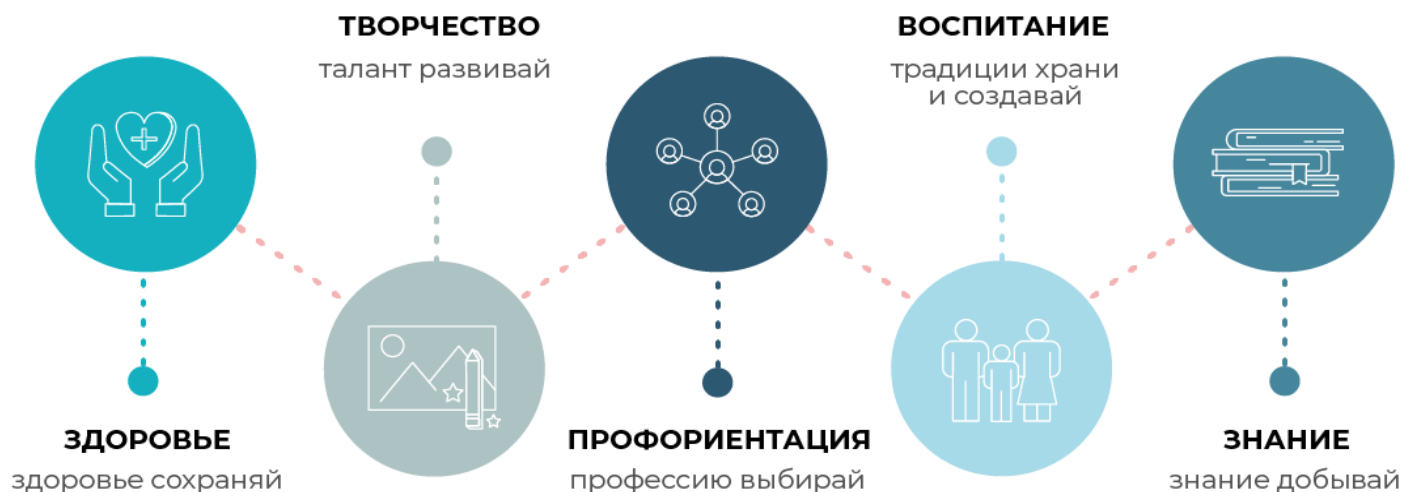 ТВОРЧЕСТВО
талант развивай
ВОСПИТАНИЕ
традиции храни
и создавай
ЗДОРОВЬЕ
здоровье сохраняй
ПРОФОРИЕНТАЦИЯ
профессию выбирай
ЗНАНИЕ
знание добывай